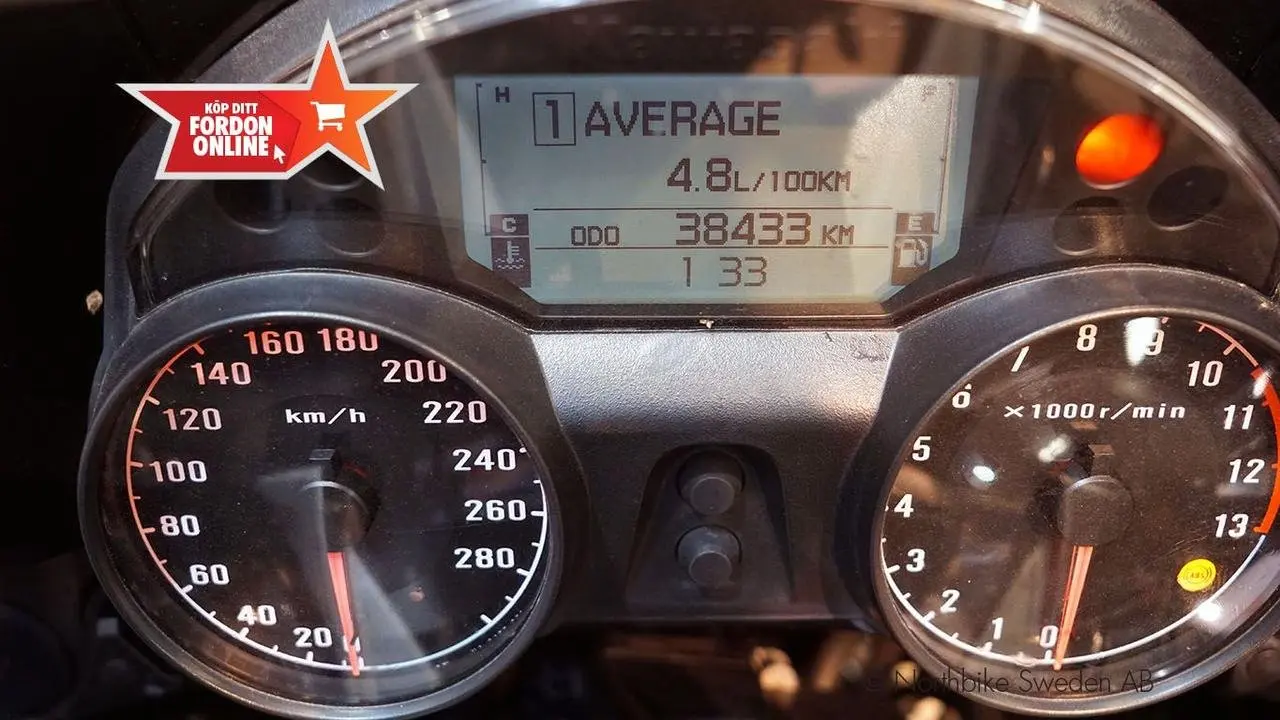 KÖP DITT
FORDON
ONLINE
H
1 AVERAGE
4.8L/100KM
C ODO 38433 KM E
1 33
160 180
140 200
120 km/h 220
100 240
80 260
60 280
40
20
8 9
7 10
6 x1000r/min 11
5 12
4 13
3 ABS
2
1 0
© Northbike Sweden AB